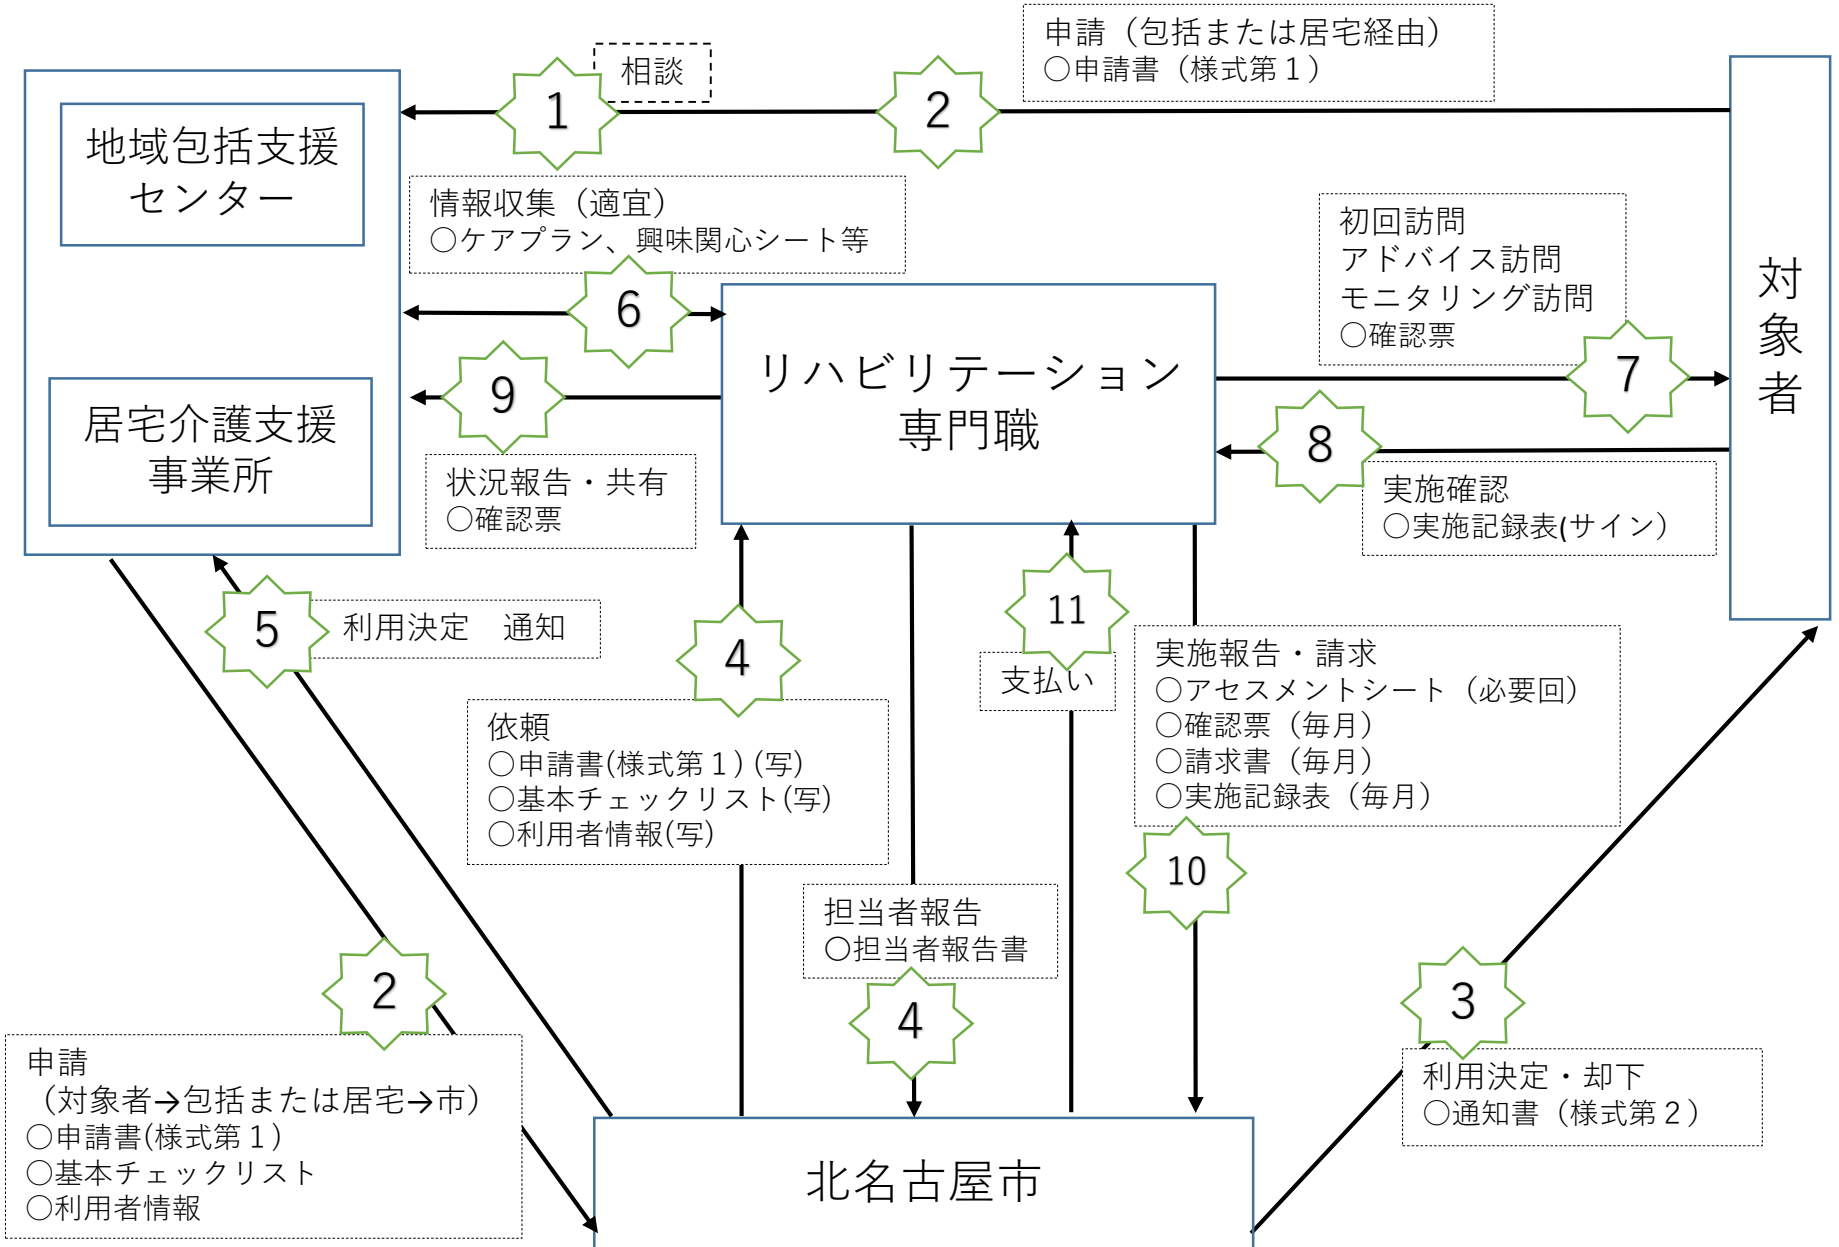 申請（包括または居宅経由）
○申請書（様式第１）
相談
1
2
地域包括支援
センター
情報収集（適宜）
○ケアプラン、興味関心シート等
6
初回訪問
アドバイス訪問
モニタリング訪問
○確認票
7
対象者
リハビリテーション
専門職
9
状況報告・共有
○確認票
8
実施確認
○実施記録表(サイン）
居宅介護支援
事業所
5
利用決定　通知
4
依頼
○申請書(様式第１) (写)
○基本チェックリスト(写)
○利用者情報(写)
11
支払い
実施報告・請求
○アセスメントシート（必要回）
○確認票（毎月）
○請求書（毎月）
○実施記録表（毎月）
10
担当者報告
○担当者報告書
4
2
申請
（対象者→包括または居宅→市）
○申請書(様式第１)
○基本チェックリスト
○利用者情報
3
利用決定・却下
○通知書（様式第２）
北名古屋市